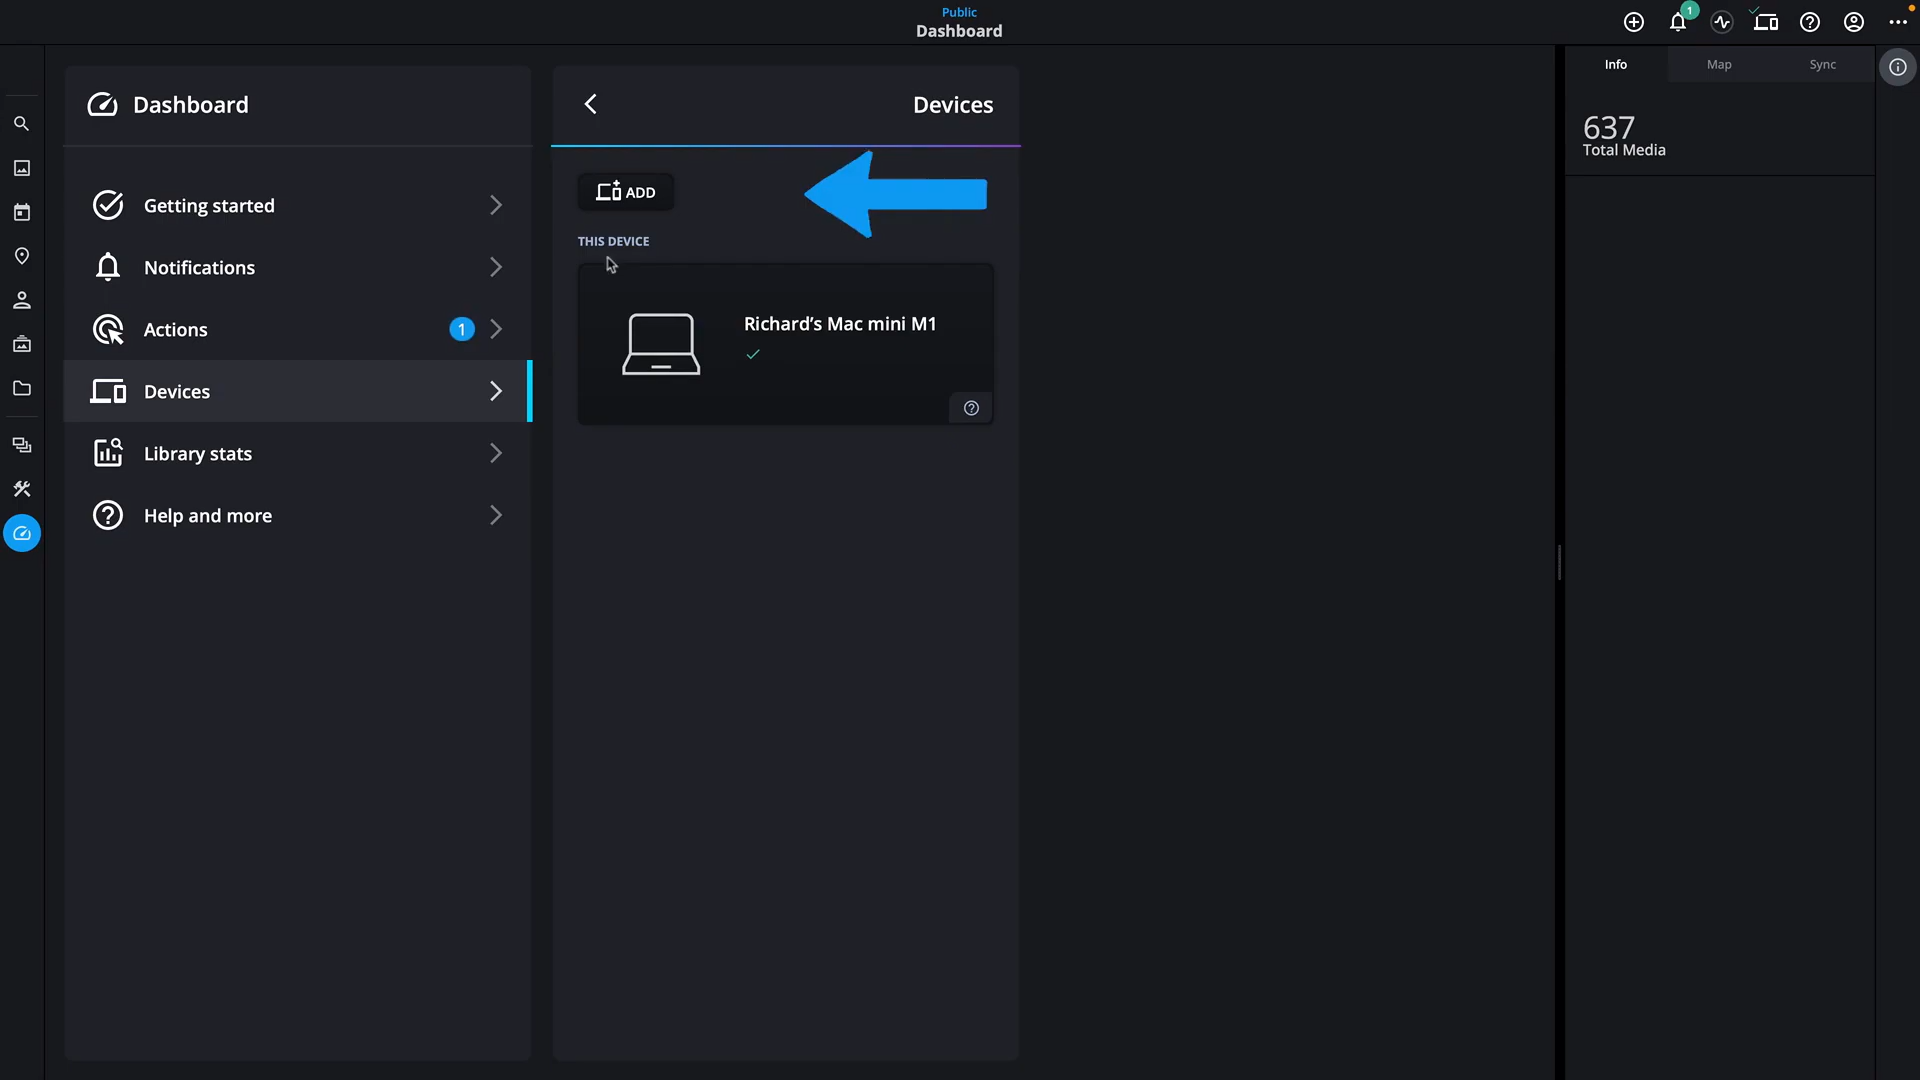 Public
Dashboard
1
Dashboard
Getting started
Notifications
Actions
1
Devices
Library stats
Help and more
Devices
ADD
THIS DEVICE
Richard’s Mac mini M1
Info
Map
Sync
637
Total Media